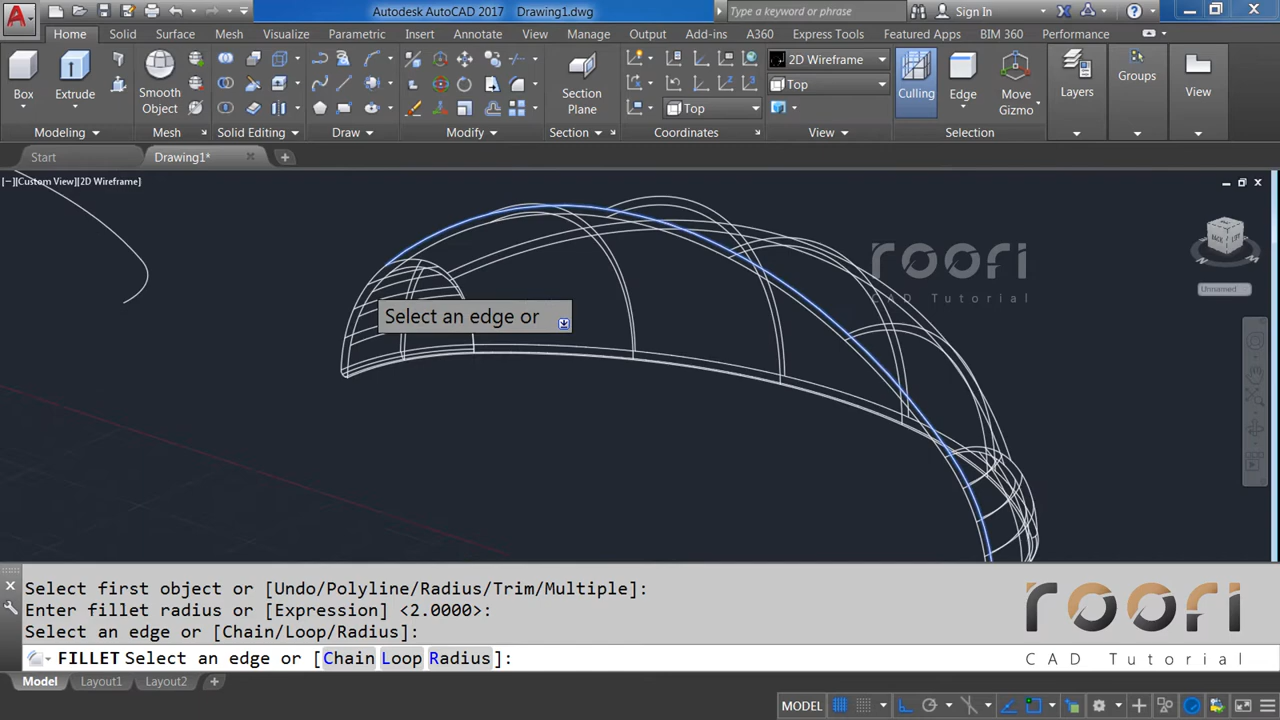 Autodesk AutoCAD 2017 Drawing1.dwg
Type a keyword or phrase
Sign In
Home Solid Surface Mesh Visualize Parametric Insert Annotate View Manage Output Add-ins A360 Express Tools Featured Apps BIM 360 Performance
Box
Extrude
Smooth
Object
Section
Plane
2D Wireframe
Top
Top
Culling
Edge
Move
Gizmo
Layers
Groups
View
Modeling
Mesh
Solid Editing
Draw
Modify
Section
Coordinates
View
Selection
Start
Drawing1*
[−][Custom View][2D Wireframe]
roori
CAD Tutorial
BACK
LEFT
Unnamed
Select an edge or
Select first object or [Undo/Polyline/Radius/Trim/Multiple]:
Enter fillet radius or [Expression] <2.0000>:
Select an edge or [Chain/Loop/Radius]:
FILLET Select an edge or [Chain Loop Radius]:
roori
CAD Tutorial
Model Layout1 Layout2
MODEL